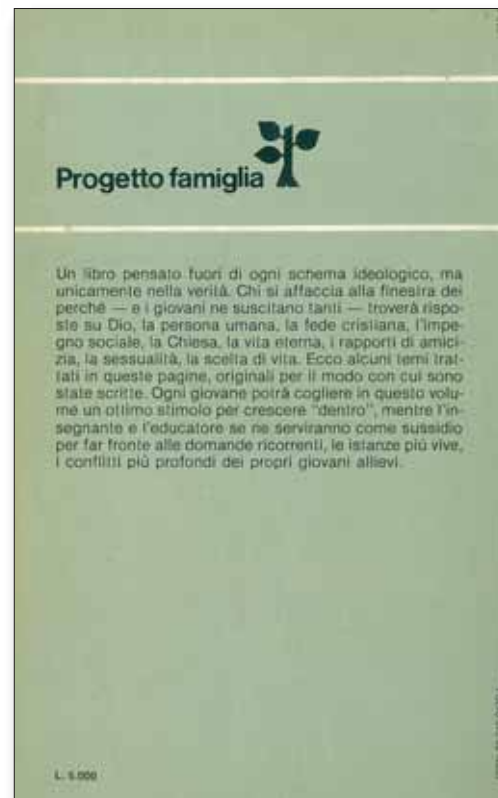 Progetto famiglia
Un libro pensato fuori di ogni schema ideologico, ma
unicamente nella verità. Chi si affaccia alla finestra dei
perché — e i giovani ne suscitano tanti — troverà rispo-
ste su Dio, la persona umana, la fede cristiana, l'impe-
gno sociale, la Chiesa, la vita eterna, i rapporti di amici-
zia, la sessualità, la scelta di vita. Ecco alcuni temi trat-
tati in queste pagine, originali per il modo con cui sono
state scritte. Ogni giovane potrà cogliere in questo volu-
me un ottimo stimolo per crescere "dentro", mentre l'in-
segnante e l'educatore se ne serviranno come sussidio
per far fronte alle domande ricorrenti, le istanze più vive,
i conflitti più profondi dei propri giovani allievi.
L.